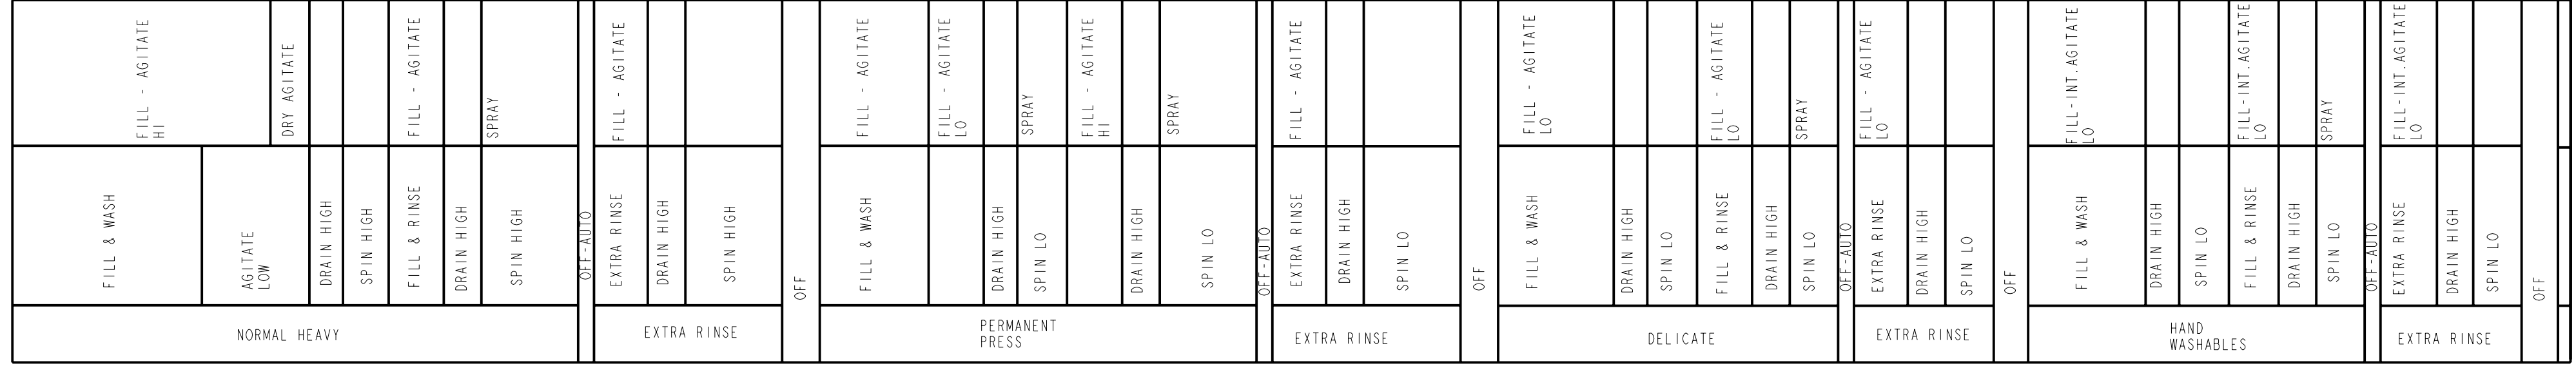 FILL - AGITATE
HI
DRY AGITATE
FILL - AGITATE
SPRAY
FILL - AGITATE
FILL - AGITATE
FILL - AGITATE
LO
SPRAY
FILL - AGITATE
HI
SPRAY
FILL - AGITATE
FILL - AGITATE
LO
FILL - AGITATE
LO
SPRAY
FILL - AGITATE
LO
FILL-INT.AGITATE
LO
FILL-INT.AGITATE
LO
SPRAY
FILL-INT.AGITATE
LO
FILL & WASH
AGITATE
LOW
DRAIN HIGH
SPIN HIGH
FILL & RINSE
DRAIN HIGH
SPIN HIGH
OFF-AUTO
EXTRA RINSE
DRAIN HIGH
SPIN HIGH
OFF
FILL & WASH
DRAIN HIGH
SPIN LO
DRAIN HIGH
SPIN LO
OFF-AUTO
EXTRA RINSE
DRAIN HIGH
SPIN LO
OFF
FILL & WASH
DRAIN HIGH
SPIN LO
FILL & RINSE
DRAIN HIGH
SPIN LO
OFF-AUTO
EXTRA RINSE
DRAIN HIGH
SPIN LO
OFF
FILL & WASH
DRAIN HIGH
SPIN LO
FILL & RINSE
DRAIN HIGH
SPIN LO
OFF-AUTO
EXTRA RINSE
DRAIN HIGH
SPIN LO
OFF
NORMAL HEAVY
EXTRA RINSE
PERMANENT
PRESS
EXTRA RINSE
DELICATE
EXTRA RINSE
HAND
WASHABLES
EXTRA RINSE